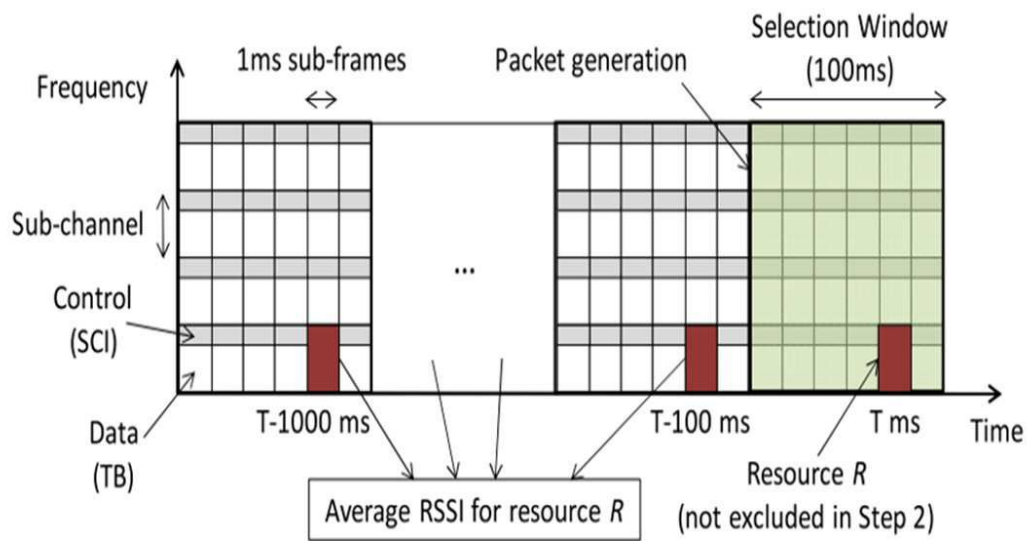 Selection Window
(100ms)
1ms sub-frames
Packet generation
Frequency
Sub-channel
...
Control
(SCI)
Data
(TB)
T-1000 ms
T-100 ms
T ms
Time
Average RSSI for resource R
Resource R
(not excluded in Step 2)